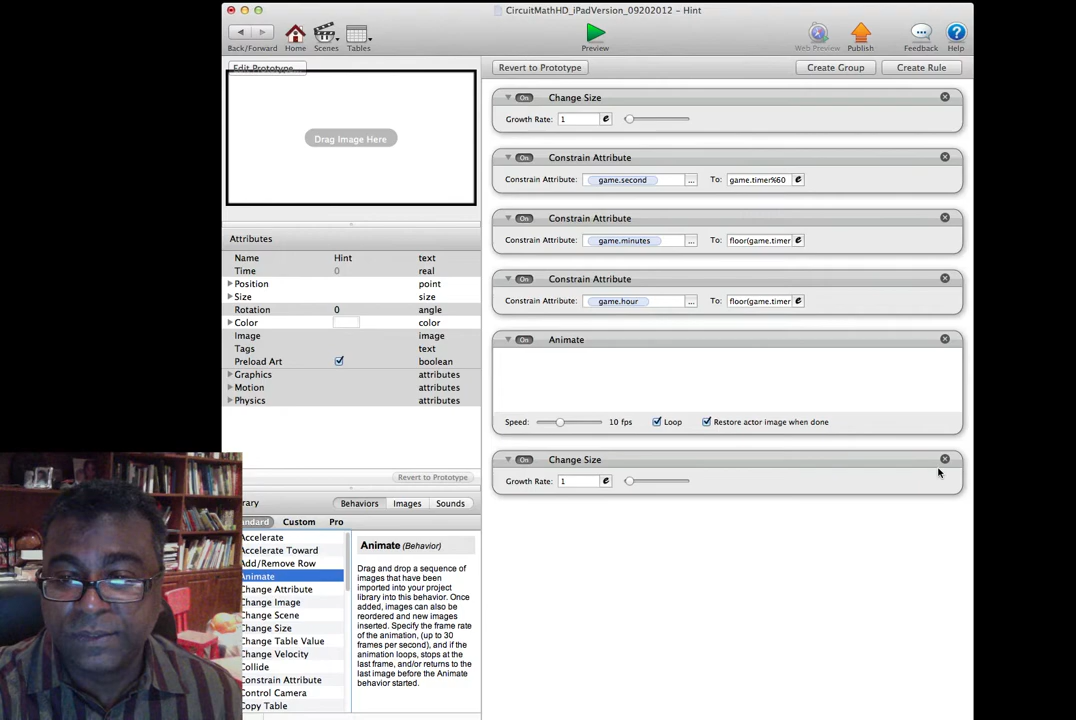 CircuitMathHD_iPadVersion_09202012 - Hint
Back/Forward Home Scenes Tables Preview Web Preview Publish Feedback Help
Edit Prototype...
Revert to Prototype Create Group Create Rule
Drag Image Here
On Change Size
Growth Rate: 1
On Constrain Attribute
Constrain Attribute: game.second ... To: game.timer%60 e
On Constrain Attribute
Constrain Attribute: game.minutes ... To: floor(game.timer e
On Constrain Attribute
Constrain Attribute: game.hour ... To: floor(game.timer e
On Animate
Speed: 10 fps Loop Restore actor image when done
On Change Size
Growth Rate: 1 e
Attributes
Name Hint text
Time 0 real
Position point
Size size
Rotation 0 angle
Color color
Image image
Tags text
Preload Art boolean
Graphics attributes
Motion attributes
Physics attributes
Revert to Prototype
rary Behaviors Images Sounds
andard Custom Pro
Accelerate
Accelerate Toward
Add/Remove Row
Animate
Change Attribute
Change Image
Change Scene
Change Size
Change Table Value
Change Velocity
Collide
Constrain Attribute
Control Camera
Copy Table
Animate (Behavior)
Drag and drop a sequence of
images that have been
imported into your project
library into this behavior. Once
added, images can also be
reordered and new images
inserted. Specify the frame rate
of the animation, (up to 30
frames per second), and if the
animation loops, stops at the
last frame, and/or returns to the
last image before the Animate
behavior started.